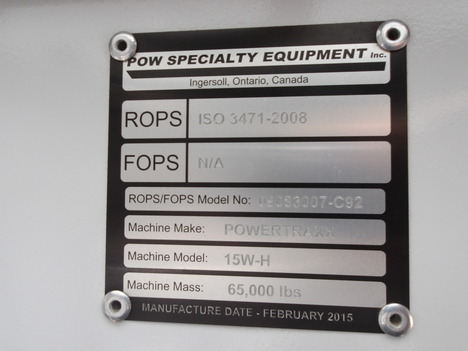 POW SPECIALTY EQUIPMENT Inc.
Ingersoll, Ontario, Canada
ROPS ISO 3471-2008
FOPS N/A
ROPS/FOPS Model No:
Machine Make: POWERTRAXX
Machine Model: 15W-H
Machine Mass: 65,000 lbs
MANUFACTURE DATE - FEBRUARY 2015